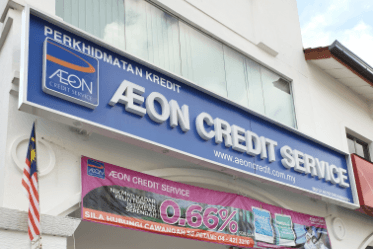 PERKHIDMATAN KREDIT
ÆON
CREDIT SERVICE
ÆON CREDIT SERVICE
www.aeoncredit.com.my
ÆON CREDIT SERVICE
0.66%
SILA HUBUNGI CAWANGAN